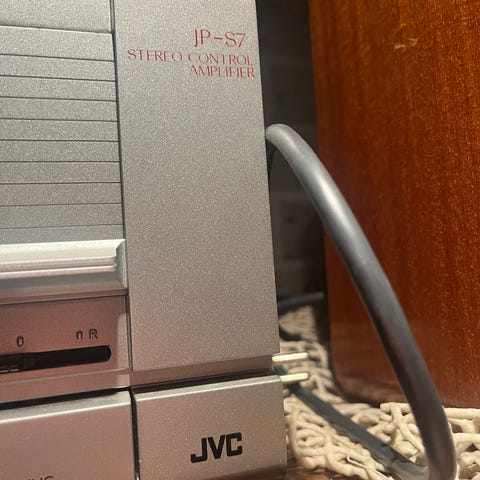 JP-S7
STEREO CONTROL
AMPLIFIER
0 R
JVC